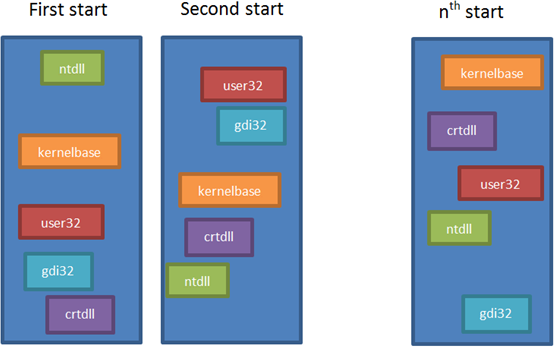 First start
ntdll
kernelbase
user32
gdi32
crtdll
Second start
user32
gdi32
kernelbase
crtdll
ntdll
nth start
kernelbase
crtdll
user32
ntdll
gdi32